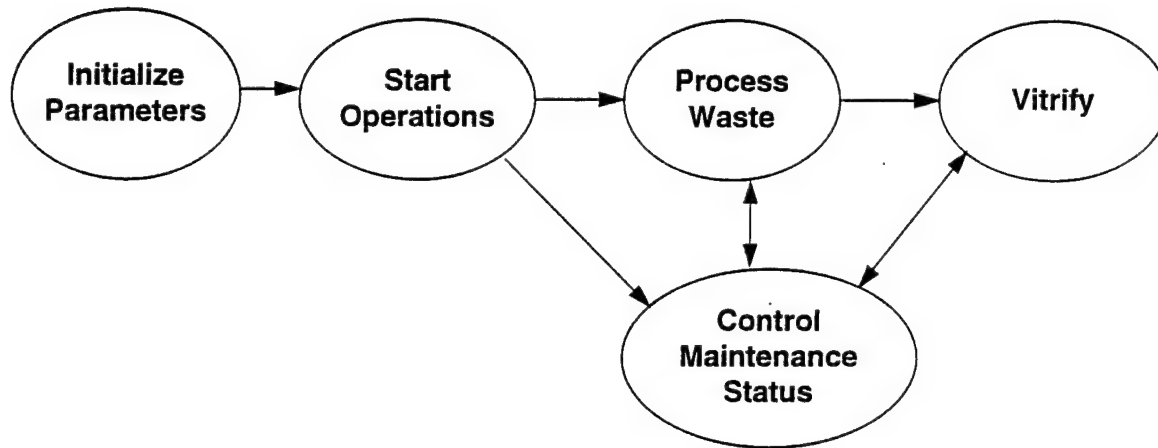 Initialize
Parameters
Start
Operations
Process
Waste
Vitrify
Control
Maintenance
Status